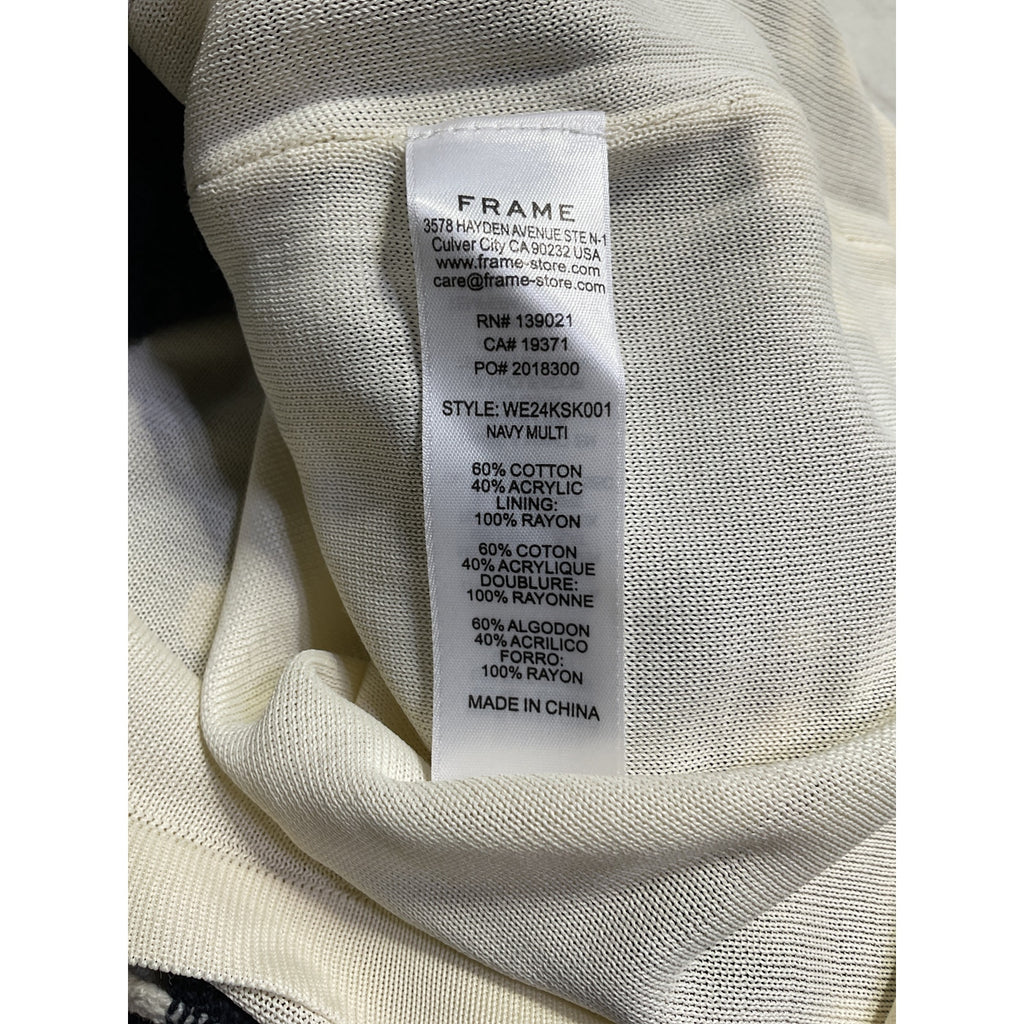 FRAME
3578 HAYDEN AVENUE STE N-1
Culver City CA 90232 USA
www.frame-store.com
care@frame-store.com
RN# 139021
CA# 19371
PO# 2018300
STYLE: WE24KSK001
NAVY MULTI
60% COTTON
40% ACRYLIC
LINING:
100% RAYON
60% COTON
40% ACRYLIQUE
DOUBLURE:
100% RAYONNE
60% ALGODON
40% ACRILICO
FORRO:
100% RAYON
MADE IN CHINA